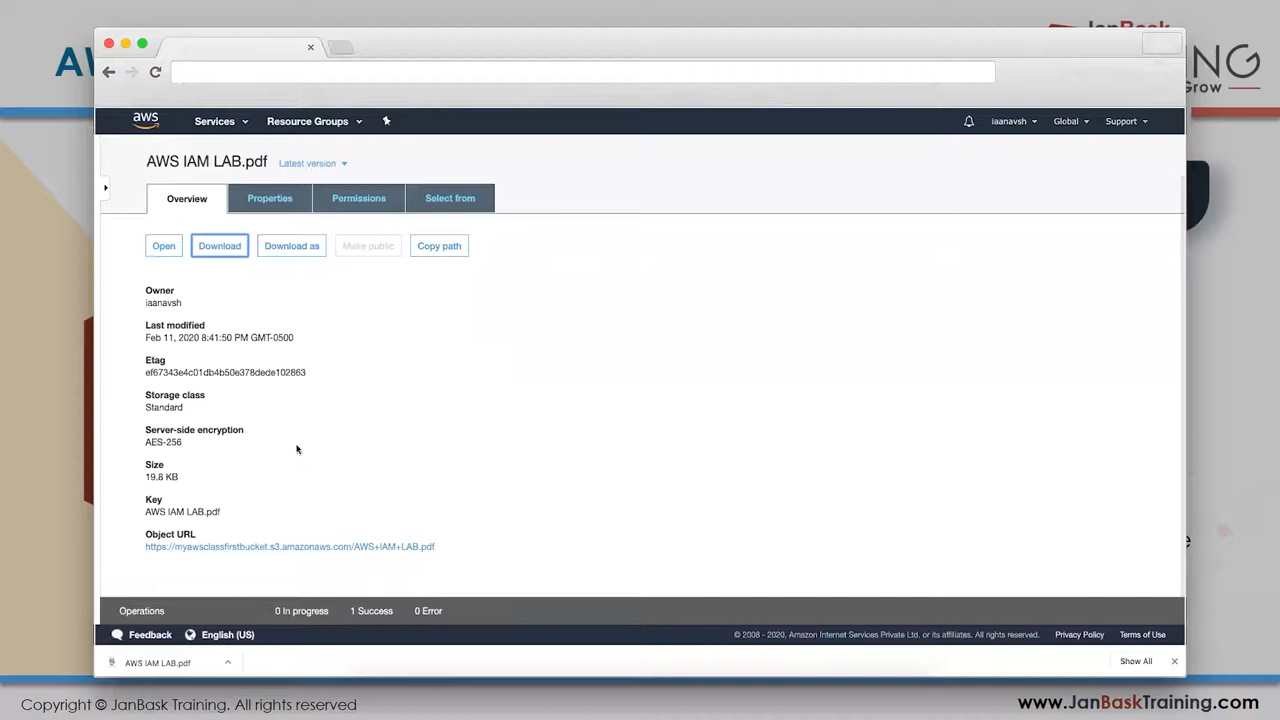 AW
JanBask
NING
Grow
aws
Services
Resource Groups
iaanavsh
Global
Support
AWS IAM LAB.pdf
Latest version
Overview
Properties
Permissions
Select from
Open
Download
Download as
Make public
Copy path
Owner
iaanavsh
Last modified
Feb 11, 2020 8:41:50 PM GMT-0500
Etag
ef67343e4c01db4b50e378dede102863
Storage class
Standard
Server-side encryption
AES-256
Size
19.8 KB
Key
AWS IAM LAB.pdf
Object URL
https://myawsclassfirstbucket.s3.amazonaws.com/AWS+IAM+LAB.pdf
Operations
0 In progress
1 Success
0 Error
Feedback
English (US)
© 2008 - 2020, Amazon Internet Services Private Ltd. or its affiliates. All rights reserved.
Privacy Policy
Terms of Use
AWS IAM LAB.pdf
Show All
Copyright © JanBask Training. All rights reserved
www.JanBaskTraining.com